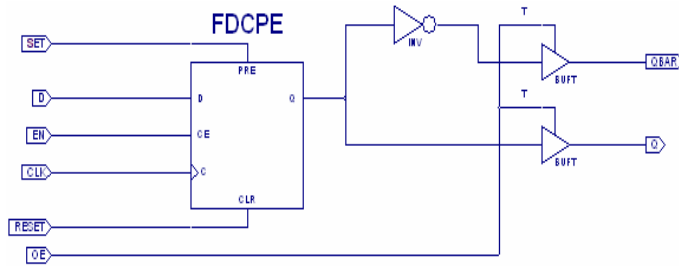 FDCPE
T
SET
INV
PRE
QBAR
BUFT
D
D
Q
T
EN
CE
Q
BUFT
CLK
C
CLR
RESET
OE